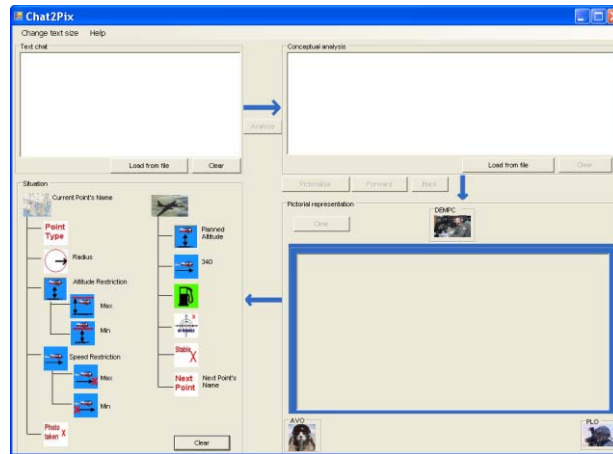 Chat2Pix
Change text size Help
Text chat
Load from file Clear
Analyze
Conceptual analysis
Load from file Clear
Pictorialize Forward Back
Situation
Current Point's Name
Point Type
Radius
Altitude Restriction
Max
Min
Speed Restriction
Max
Min
Photo taken X
Planned
Altitude
340
Stable X
Next Point
Next Point's
Name
Clear
Pictorial representation
Clear
DEMPC
AVO
PLO